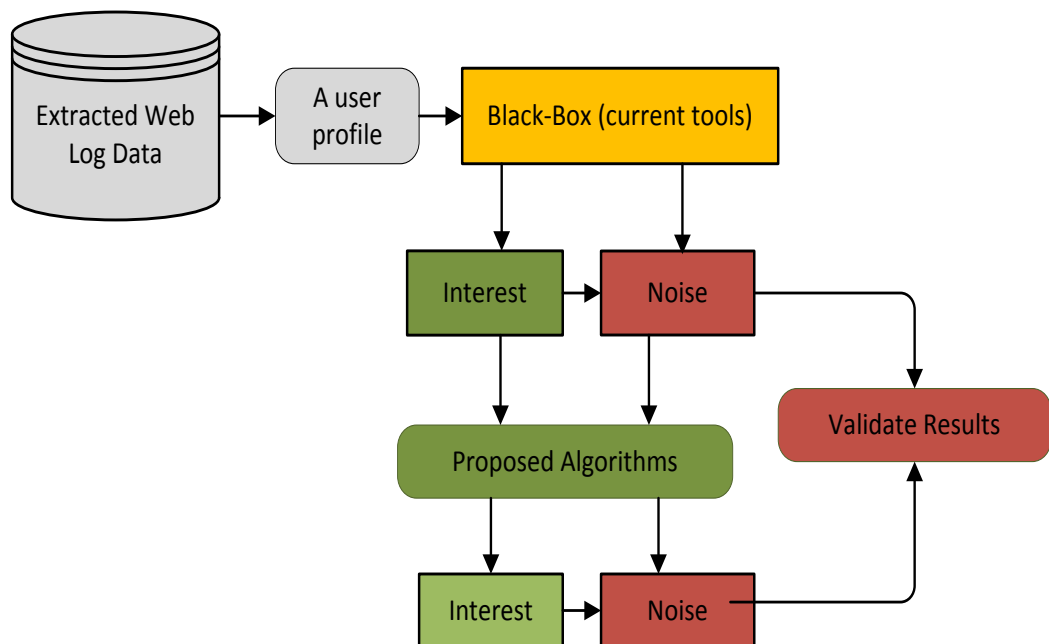 Extracted Web
Log Data
A user
profile
Black-Box (current tools)
Interest
Noise
Validate Results
Proposed Algorithms
Interest
Noise